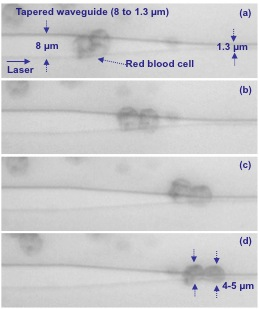 Tapered waveguide (8 to 1.3 µm)
(a)
8 µm
1.3 µm
Laser
Red blood cell
(b)
(c)
(d)
4-5 µm